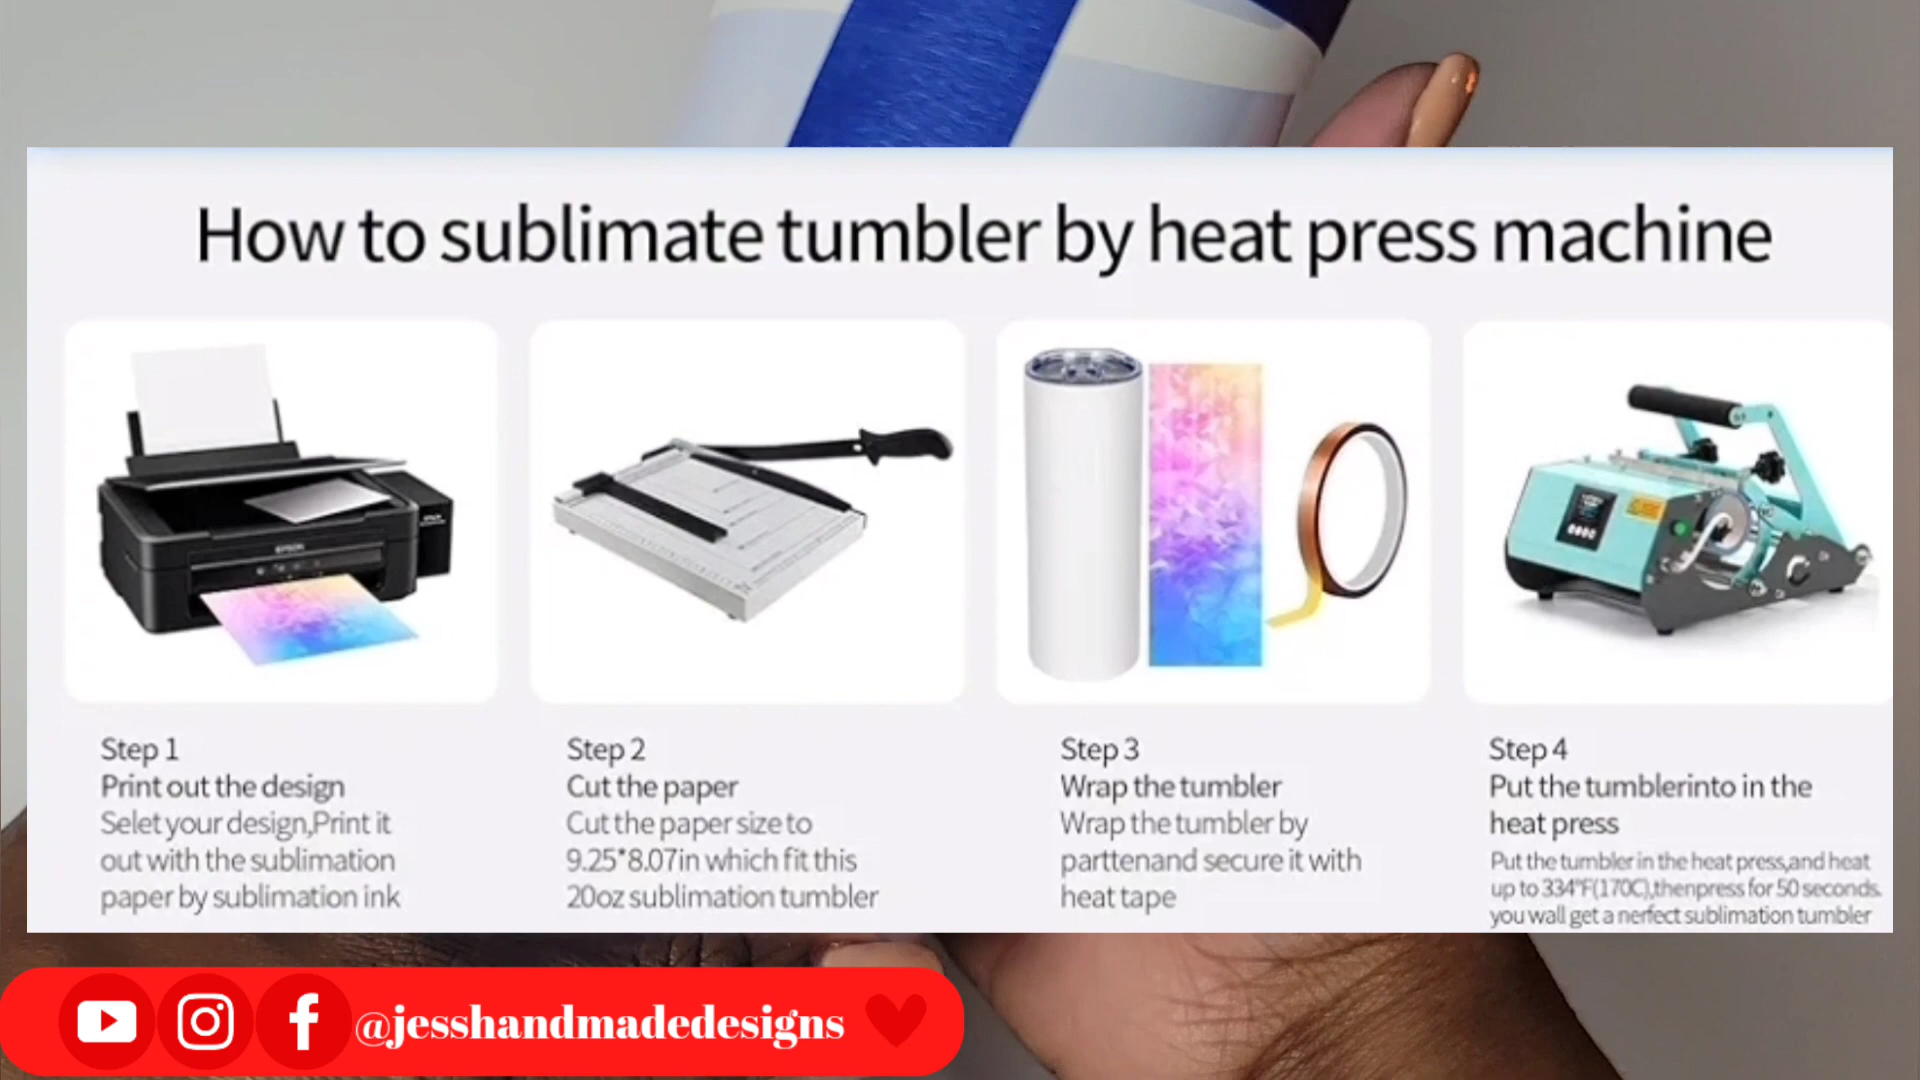 How to sublimate tumbler by heat press machine
EPSON
Step 1
Print out the design
Selet your design,Print it
out with the sublimation
paper by sublimation ink
Step 2
Cut the paper
Cut the paper size to
9.25*8.07in which fit this
20oz sublimation tumbler
Step 3
Wrap the tumbler
Wrap the tumbler by
parttenand secure it with
heat tape
Step 4
Put the tumblerinto in the
heat press
Put the tumbler in the heat press,and heat
up to 334°F(170C),thenpress for 50 seconds.
you wall get a nerfect sublimation tumbler
@jesshandmadedesigns